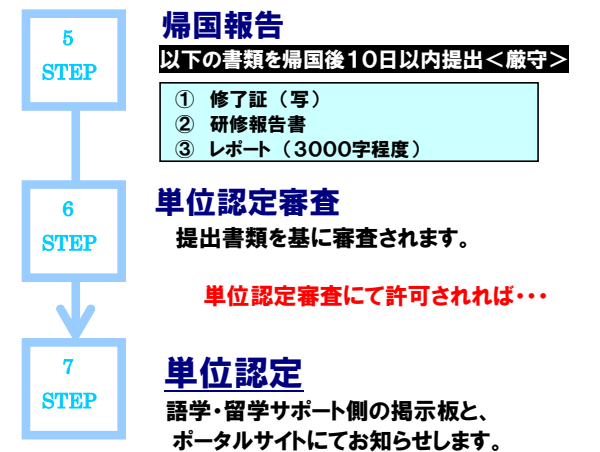 5
STEP
帰国報告
以下の書類を帰国後10日以内提出＜厳守＞
① 修了証（写）
② 研修報告書
③ レポート（3000字程度）
6
STEP
単位認定審査
提出書類を基に審査されます。
単位認定審査にて許可されれば・・・
7
STEP
単位認定
語学・留学サポート側の掲示板と、
ポータルサイトにてお知らせします。